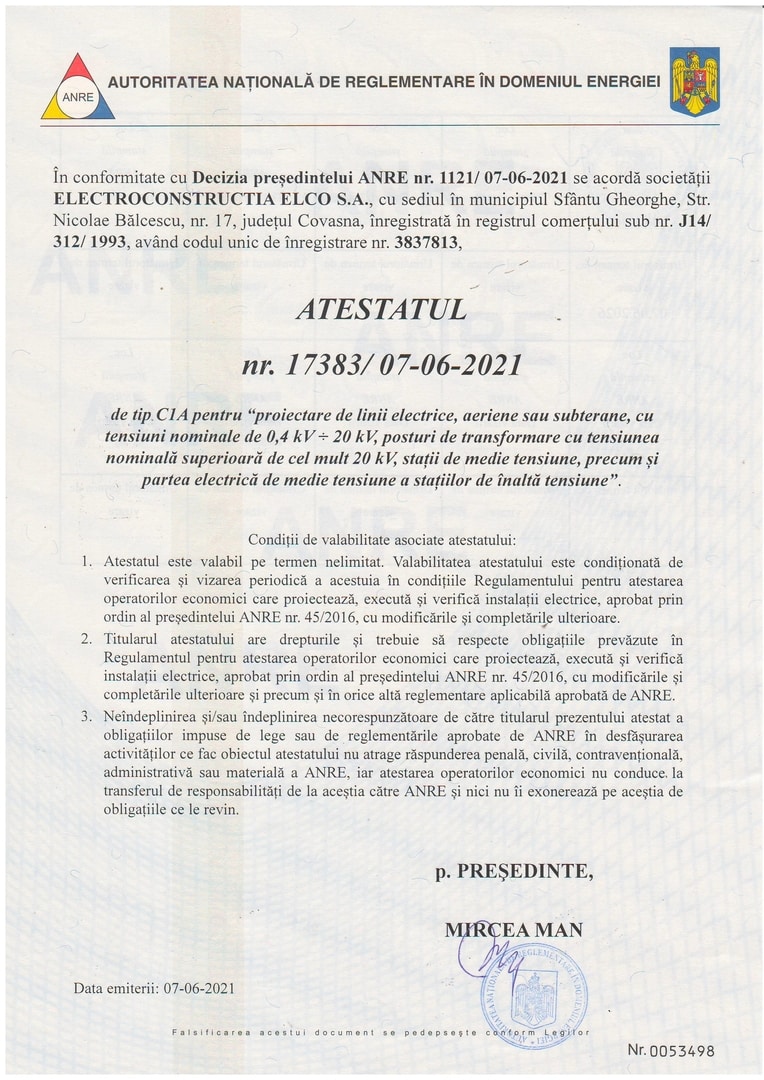 ANRE
AUTORITATEA NAȚIONALĂ DE REGLEMENTARE ÎN DOMENIUL ENERGIEI
În conformitate cu Decizia președintelui ANRE nr. 1121/ 07-06-2021 se acordă societății
ELECTROCONSTRUCTIA ELCO S.A., cu sediul în municipiul Sfântu Gheorghe, Str.
Nicolae Bălcescu, nr. 17, județul Covasna, înregistrată în registrul comerțului sub nr. J14/
312/ 1993, având codul unic de înregistrare nr. 3837813,
ATESTATUL
nr. 17383/ 07-06-2021
de tip C1A pentru “proiectare de linii electrice, aeriene sau subterane, cu
tensiuni nominale de 0,4 kV ÷ 20 kV, posturi de transformare cu tensiunea
nominală superioară de cel mult 20 kV, stații de medie tensiune, precum și
partea electrică de medie tensiune a stațiilor de înaltă tensiune”.
Condiții de valabilitate asociate atestatului:
1. Atestatul este valabil pe termen nelimitat. Valabilitatea atestatului este condiționată de
verificarea și vizarea periodică a acestuia în condițiile Regulamentului pentru atestarea
operatorilor economici care proiectează, execută și verifică instalații electrice, aprobat prin
ordin al președintelui ANRE nr. 45/2016, cu modificările și completările ulterioare.
2. Titularul atestatului are drepturile și trebuie să respecte obligațiile prevăzute în
Regulamentul pentru atestarea operatorilor economici care proiectează, execută și verifică
instalații electrice, aprobat prin ordin al președintelui ANRE nr. 45/2016, cu modificările și
completările ulterioare și precum și în orice altă reglementare aplicabilă aprobată de ANRE.
3. Neîndeplinirea și/sau îndeplinirea necorespunzătoare de către titularul prezentului atestat a
obligațiilor impuse de lege sau de reglementările aprobate de ANRE în desfășurarea
activităților ce fac obiectul atestatului nu atrage răspunderea penală, civilă, contravențională,
administrativă sau materială a ANRE, iar atestarea operatorilor economici nu conduce la
transferul de responsabilități de la aceștia către ANRE și nici nu îi exonerează pe aceștia de
obligațiile ce le revin.
p. PREŞEDINTE,
MIRCEA MAN
Data emiterii: 07-06-2021
Falsificarea acestui document se pedepsește conform Legilor
Nr. 0053498